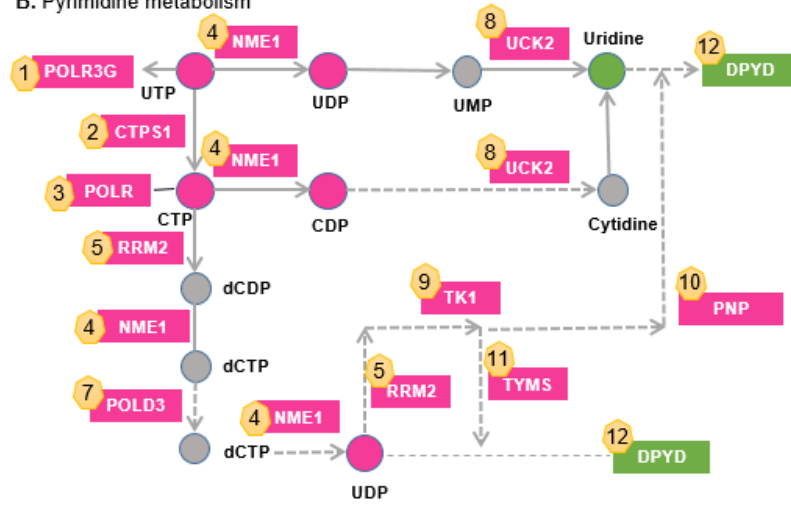 B. Pyrimidine metabolism
8
4
NME1
UCK2
Uridine
12
DPYD
1
POLR3G
UTP
UDP
UMP
2
CTPS1
4
NME1
8
UCK2
3
POLR
CTP
CDP
Cytidine
5
RRM2
dCDP
9
TK1
10
PNP
4
NME1
dCTP
5
RRM2
11
TYMS
7
POLD3
4
NME1
12
DPYD
dCTP
UDP